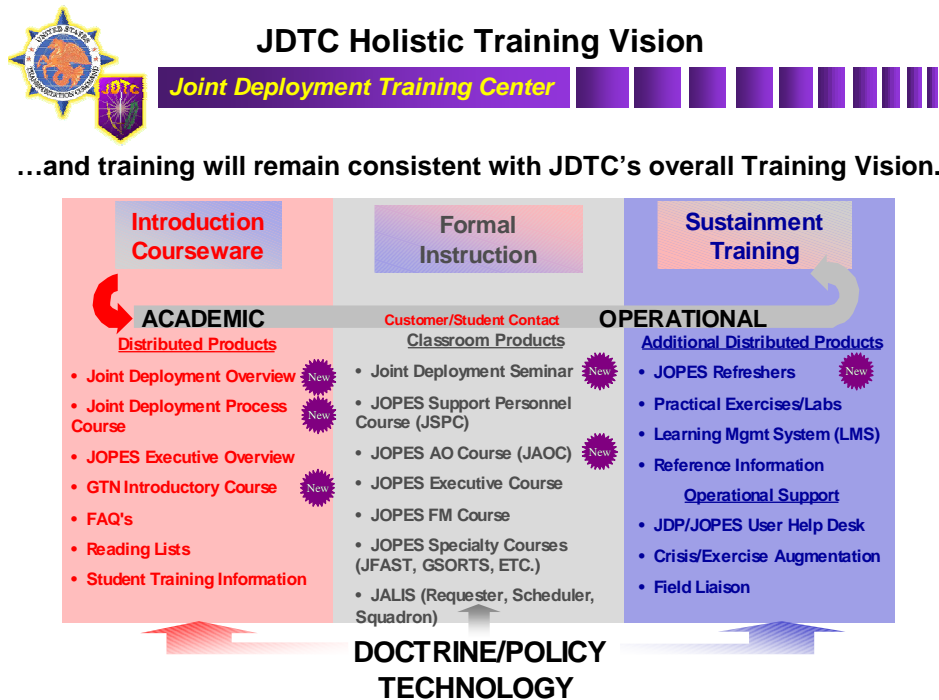 JDTC Holistic Training Vision
UNITED STATES
TRANSPORTATION COMMAND
JDTC
Joint Deployment Training Center
…and training will remain consistent with JDTC’s overall Training Vision.
Introduction
Courseware
Formal
Instruction
Sustainment
Training
ACADEMIC
Customer/Student Contact
OPERATIONAL
Distributed Products
• Joint Deployment Overview
New
• Joint Deployment Process
Course
New
• JOPES Executive Overview
• GTN Introductory Course
New
• FAQ's
• Reading Lists
• Student Training Information
Classroom Products
• Joint Deployment Seminar
New
• JOPES Support Personnel
Course (JSPC)
• JOPES AO Course (JAOC)
New
• JOPES Executive Course
• JOPES FM Course
• JOPES Specialty Courses
(JFAST, GSORTS, ETC.)
• JALIS (Requester, Scheduler,
Squadron)
Additional Distributed Products
• JOPES Refreshers
New
• Practical Exercises/Labs
• Learning Mgmt System (LMS)
• Reference Information
Operational Support
• JDP/JOPES User Help Desk
• Crisis/Exercise Augmentation
• Field Liaison
DOCTRINE/POLICY
TECHNOLOGY